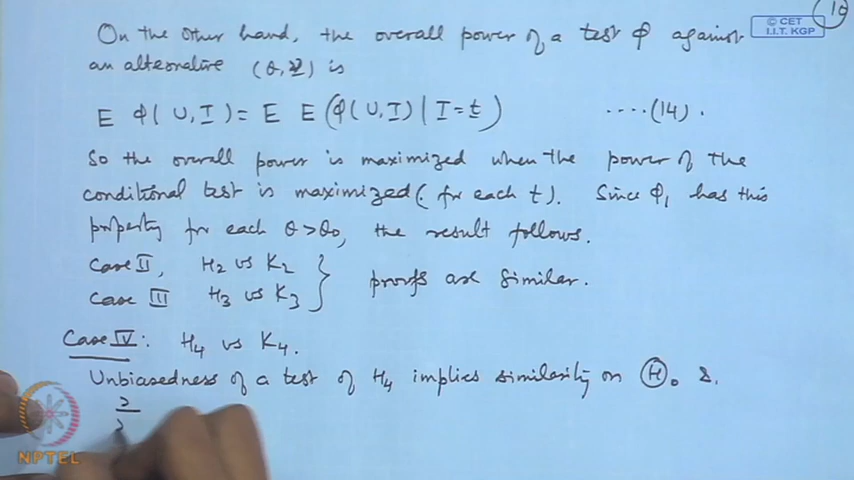 10
© CET
I.I.T. KGP
On the other hand, the overall power of a test φ against
an alternative (θ, ν) is
E φ(U, T) = E E (φ(U, T) | T = t) ....(14).
So the overall power is maximized when the power of the
conditional test is maximized (for each t). Since φ₁ has this
property for each θ > θ₀, the result follows.
Case II, H₂ vs K₂
Case III H₃ vs K₃ } proofs are similar.
Case IV: H₄ vs K₄.
Unbiasedness of a test of H₄ implies similarity on Ⓗ₀ &
NPTEL